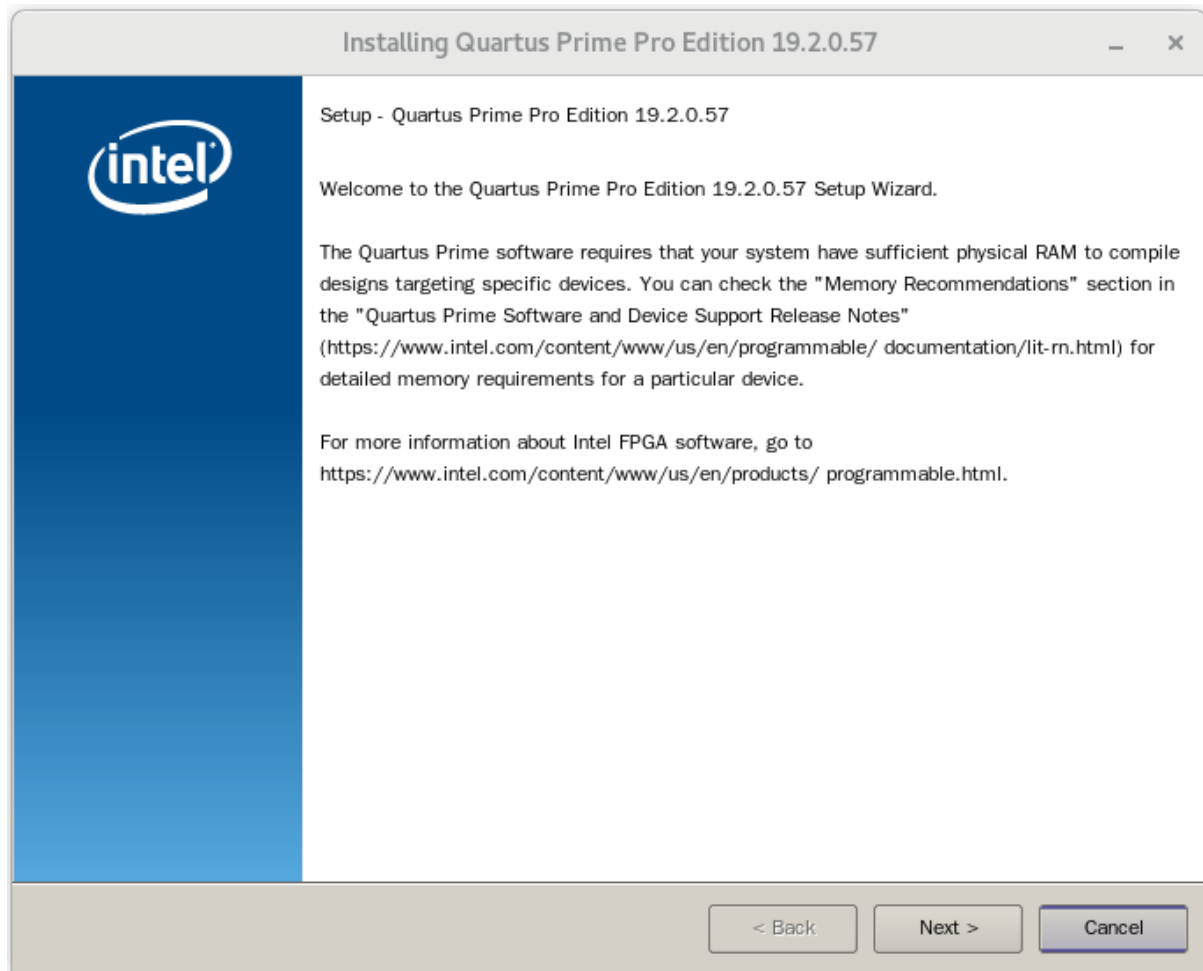 Installing Quartus Prime Pro Edition 19.2.0.57
intel
Setup - Quartus Prime Pro Edition 19.2.0.57
Welcome to the Quartus Prime Pro Edition 19.2.0.57 Setup Wizard.
The Quartus Prime software requires that your system have sufficient physical RAM to compile
designs targeting specific devices. You can check the "Memory Recommendations" section in
the "Quartus Prime Software and Device Support Release Notes"
(https://www.intel.com/content/www/us/en/programmable/ documentation/lit-rn.html) for
detailed memory requirements for a particular device.
For more information about Intel FPGA software, go to
https://www.intel.com/content/www/us/en/products/ programmable.html.
< Back
Next >
Cancel